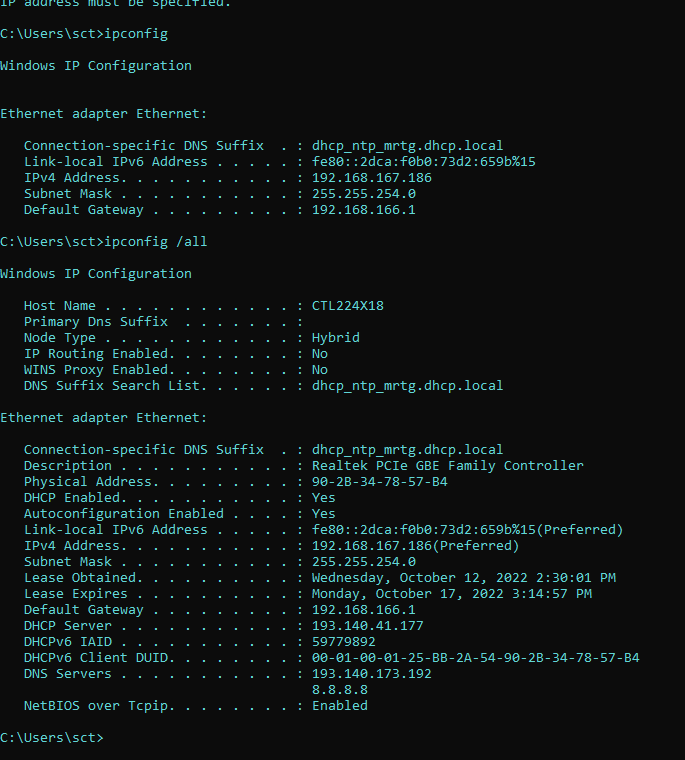 IP address must be specified.
C:\Users\sct>ipconfig
Windows IP Configuration
Ethernet adapter Ethernet:
   Connection-specific DNS Suffix  . : dhcp_ntp_mrtg.dhcp.local
   Link-local IPv6 Address . . . . . : fe80::2dca:f0b0:73d2:659b%15
   IPv4 Address. . . . . . . . . . . : 192.168.167.186
   Subnet Mask . . . . . . . . . . . : 255.255.254.0
   Default Gateway . . . . . . . . . : 192.168.166.1
C:\Users\sct>ipconfig /all
Windows IP Configuration
   Host Name . . . . . . . . . . . . : CTL224X18
   Primary Dns Suffix  . . . . . . . :
   Node Type . . . . . . . . . . . . : Hybrid
   IP Routing Enabled. . . . . . . . : No
   WINS Proxy Enabled. . . . . . . . : No
   DNS Suffix Search List. . . . . . : dhcp_ntp_mrtg.dhcp.local
Ethernet adapter Ethernet:
   Connection-specific DNS Suffix  . : dhcp_ntp_mrtg.dhcp.local
   Description . . . . . . . . . . . : Realtek PCIe GBE Family Controller
   Physical Address. . . . . . . . . : 90-2B-34-78-57-B4
   DHCP Enabled. . . . . . . . . . . : Yes
   Autoconfiguration Enabled . . . . : Yes
   Link-local IPv6 Address . . . . . : fe80::2dca:f0b0:73d2:659b%15(Preferred)
   IPv4 Address. . . . . . . . . . . : 192.168.167.186(Preferred)
   Subnet Mask . . . . . . . . . . . : 255.255.254.0
   Lease Obtained. . . . . . . . . . : Wednesday, October 12, 2022 2:30:01 PM
   Lease Expires . . . . . . . . . . : Monday, October 17, 2022 3:14:57 PM
   Default Gateway . . . . . . . . . : 192.168.166.1
   DHCP Server . . . . . . . . . . . : 193.140.41.177
   DHCPv6 IAID . . . . . . . . . . . : 59779892
   DHCPv6 Client DUID. . . . . . . . : 00-01-00-01-25-BB-2A-54-90-2B-34-78-57-B4
   DNS Servers . . . . . . . . . . . : 193.140.173.192
                                       8.8.8.8
   NetBIOS over Tcpip. . . . . . . . : Enabled
C:\Users\sct>